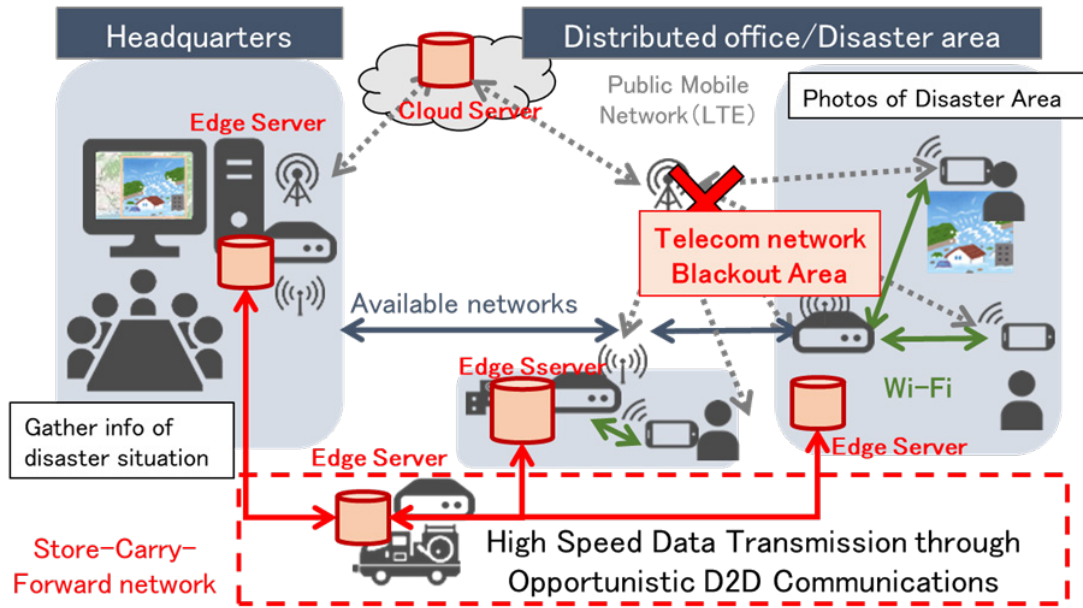 Headquarters
Distributed office/Disaster area
Cloud Server
Public Mobile
Network(LTE)
Photos of Disaster Area
Edge Server
Telecom network
Blackout Area
Available networks
Edge Sserver
Wi-Fi
Edge Server
Gather info of
disaster situation
Edge Server
Store-Carry-
Forward network
High Speed Data Transmission through
Opportunistic D2D Communications